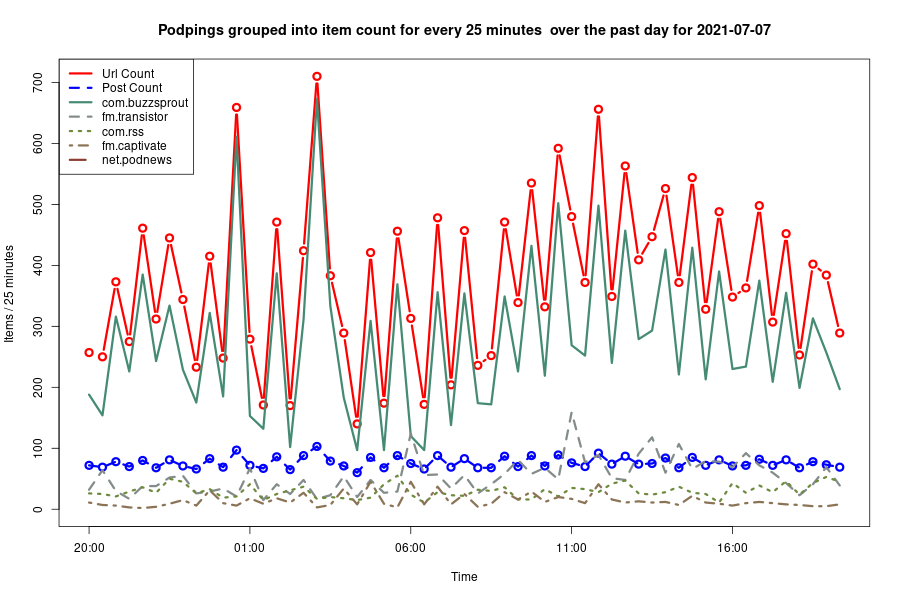 Podpings grouped into item count for every 25 minutes  over the past day for 2021-07-07
Url Count
Post Count
com.buzzsprout
fm.transistor
com.rss
fm.captivate
net.podnews
Items / 25 minutes
700
600
500
400
300
200
100
0
20:00
01:00
06:00
11:00
16:00
Time